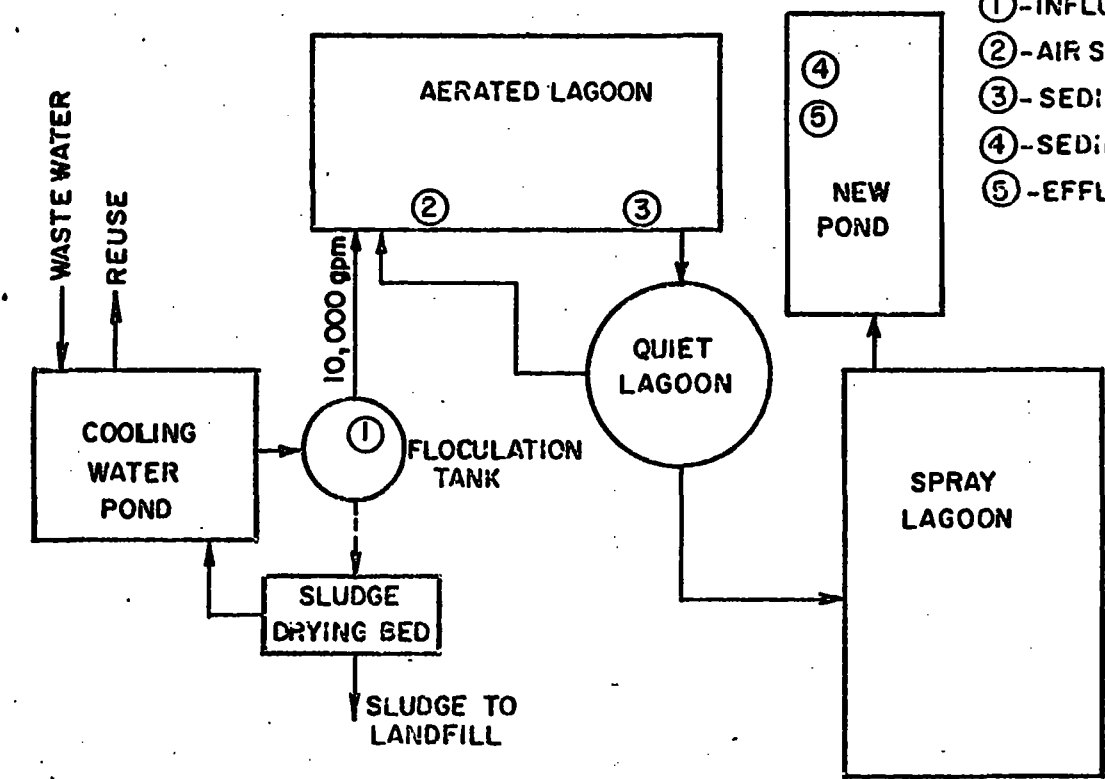 WASTE WATER
REUSE
COOLING
WATER
POND
10,000 gpm
①
FLOCULATION
TANK
SLUDGE
DRYING BED
SLUDGE TO
LANDFILL
AERATED LAGOON
②
③
QUIET
LAGOON
SPRAY
LAGOON
④
⑤
NEW
POND
①-INFLU
②-AIR S
③-SEDI
④-SEDI
⑤-EFFL